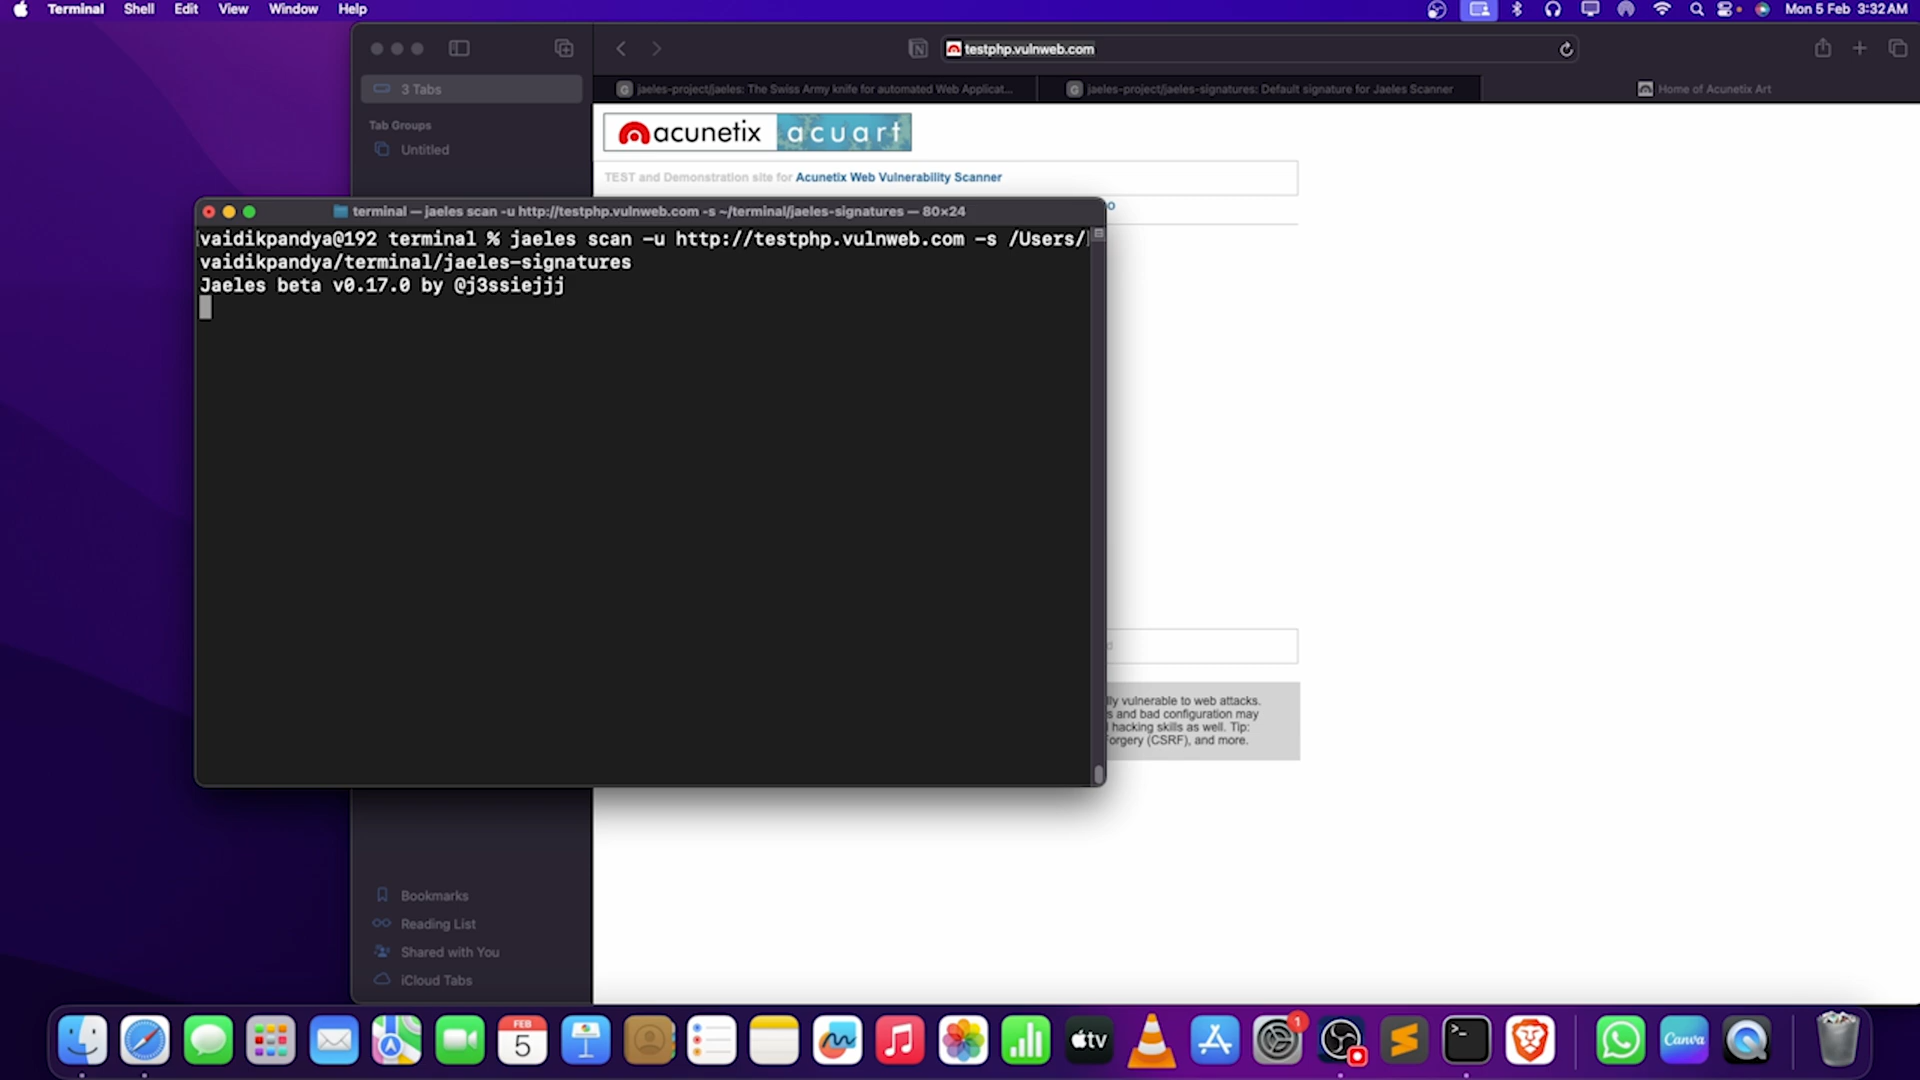 Terminal Shell Edit View Window Help
Mon 5 Feb 3:32 AM
testphp.vulnweb.com
3 Tabs
jaeles-project/jaeles: The Swiss Army knife for automated Web Applicat...
jaeles-project/jaeles-signatures: Default signature for Jaeles Scanner
Home of Acunetix Art
Tab Groups
Untitled
acunetix acuart
TEST and Demonstration site for Acunetix Web Vulnerability Scanner
terminal — jaeles scan -u http://testphp.vulnweb.com -s ~/terminal/jaeles-signatures — 80×24
vaidikpandya@192 terminal % jaeles scan -u http://testphp.vulnweb.com -s /Users/
vaidikpandya/terminal/jaeles-signatures
Jaeles beta v0.17.0 by @j3ssiejjj
lly vulnerable to web attacks.
s and bad configuration may
hacking skills as well. Tip:
orgery (CSRF), and more.
Bookmarks
Reading List
Shared with You
iCloud Tabs
FEB
5
tv
1
>_
Canva